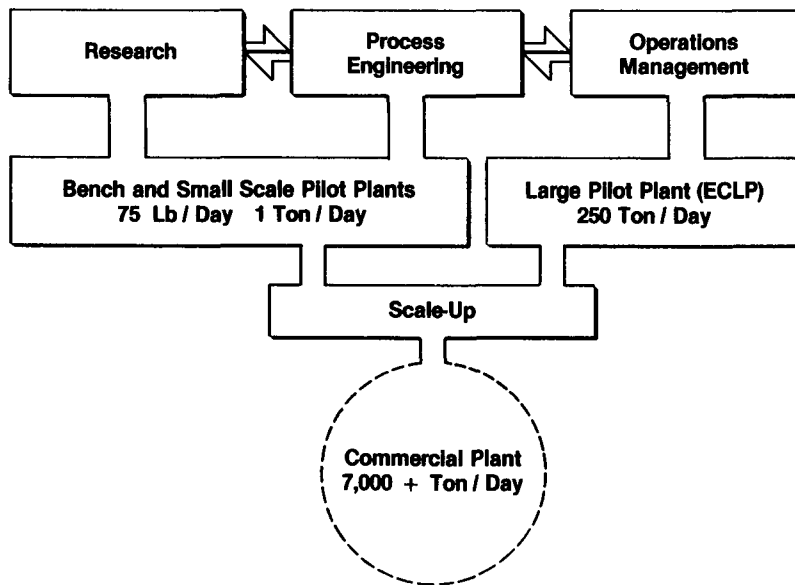 Research
Process
Engineering
Operations
Management
Bench and Small Scale Pilot Plants
75 Lb / Day 1 Ton / Day
Large Pilot Plant (ECLP)
250 Ton / Day
Scale-Up
Commercial Plant
7,000 + Ton / Day